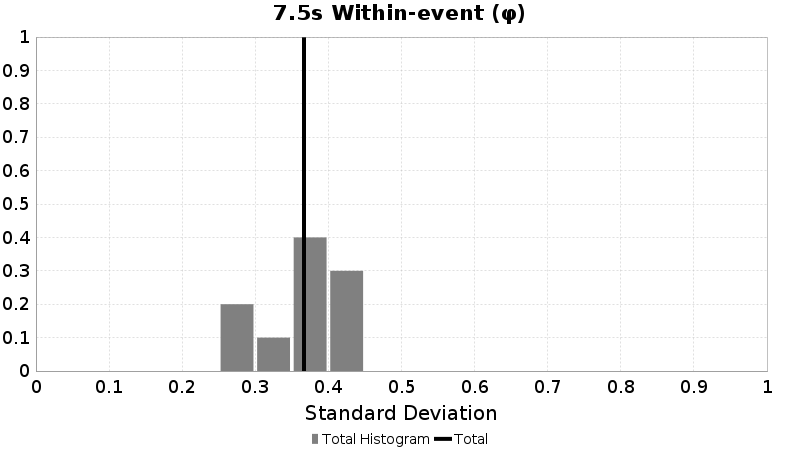 7.5s Within-event (φ)
1
0.9
0.8
0.7
0.6
0.5
0.4
0.3
0.2
0.1
0
0 0.1 0.2 0.3 0.4 0.5 0.6 0.7 0.8 0.9 1
Standard Deviation
Total Histogram Total